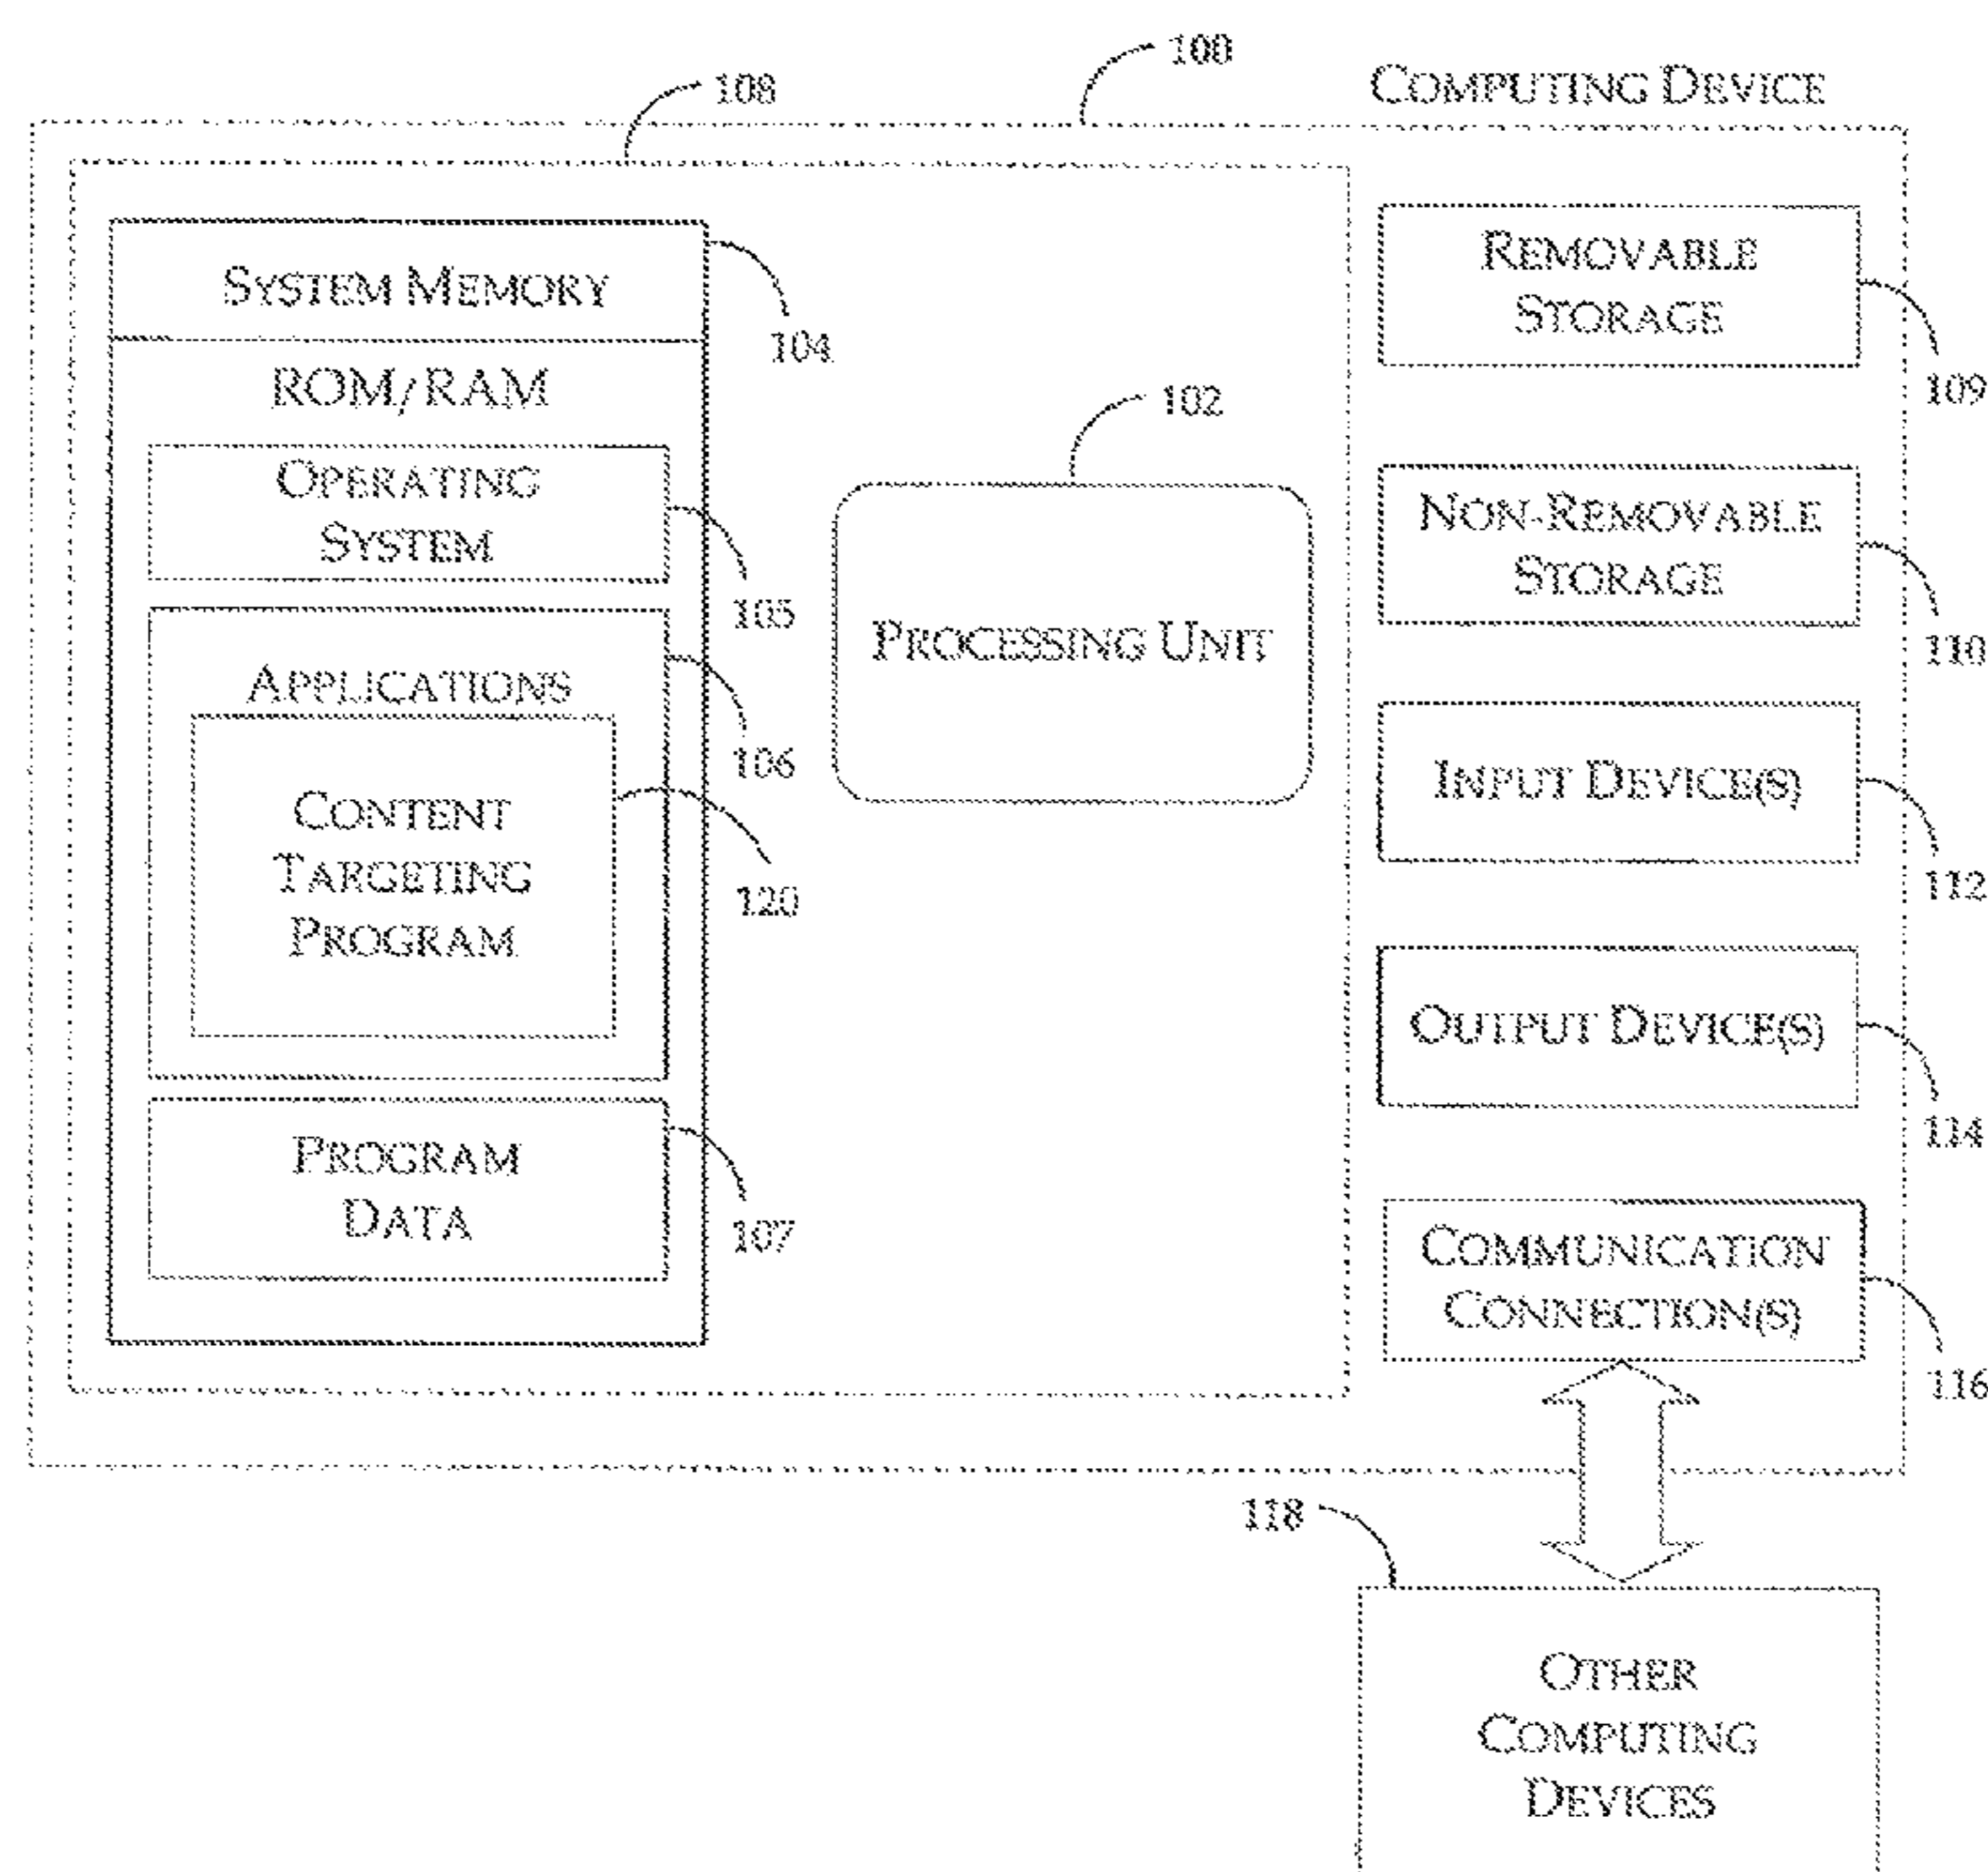 100
COMPUTING DEVICE
108
SYSTEM MEMORY
104
ROM/RAM
OPERATING
SYSTEM
105
APPLICATIONS
106
CONTENT
TARGETING
PROGRAM
120
PROGRAM
DATA
107
102
PROCESSING UNIT
REMOVABLE
STORAGE
109
NON-REMOVABLE
STORAGE
110
INPUT DEVICE(S)
112
OUTPUT DEVICE(S)
114
COMMUNICATION
CONNECTION(S)
116
118
OTHER
COMPUTING
DEVICES